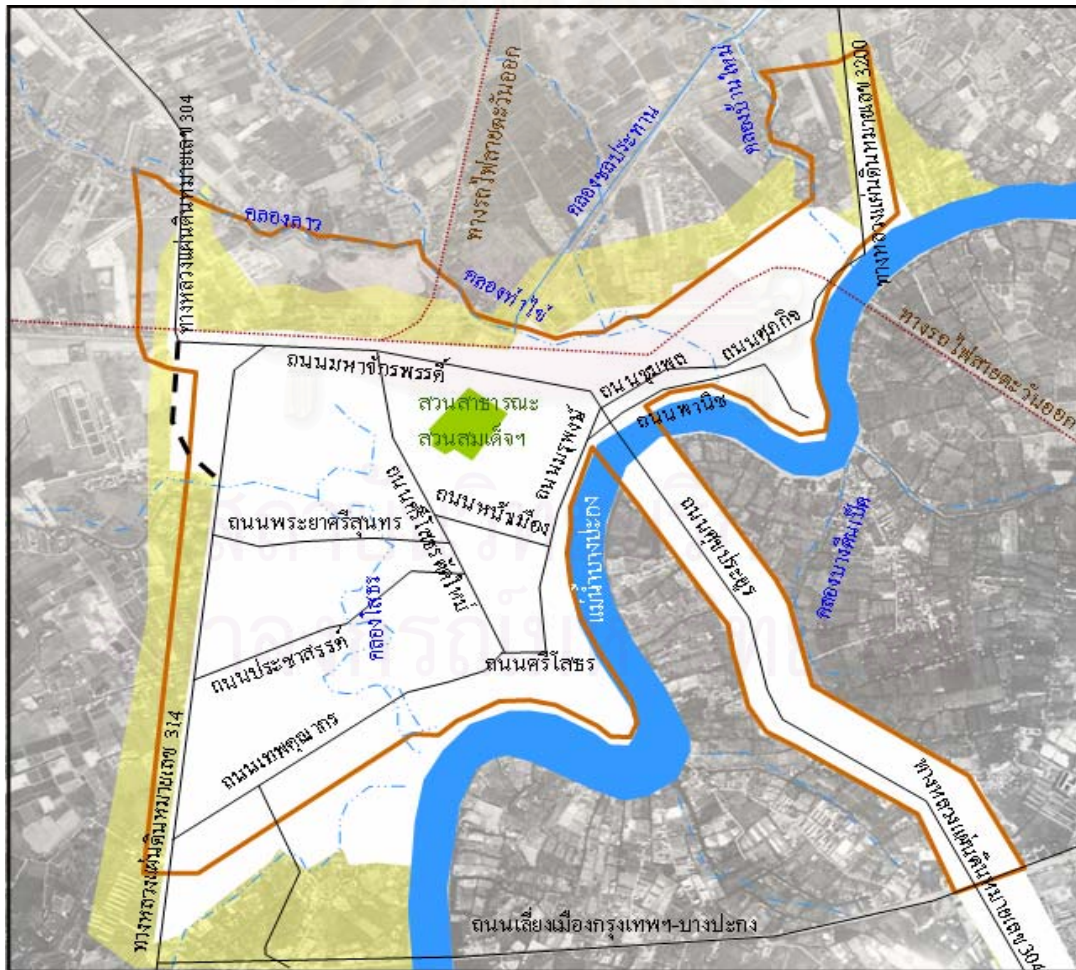 ทางหลวงแผ่นดินหมายเลข 304
คลองลาว
ทางรถไฟสายตะวันออก
คลองชลประทาน
คลองบ้านใหม่
ทางหลวงแผ่นดินหมายเลข 3200
คลองท่าไข่
ถนนมหาจักรพรรดิ์
ถนนชุมพล
ถนนศุภกิจ
ทางรถไฟสายตะวันออก
สวนสาธารณะ
สวนสมเด็จฯ
ถนนมรุพงษ์
ถนนพานิช
ถนนหน้าเมือง
ถนนศรีโสธรตัดใหม่
ถนนพระยาศรีสุนทร
แม่น้ำบางปะกง
ถนนศุขประยูร
คลองบางตีนเป็ด
คลองโสธร
ถนนประชาสรรค์
ถนนศรีโสธร
ถนนเทพคุณากร
ทางหลวงแผ่นดินหมายเลข 314
ทางหลวงแผ่นดินหมายเลข 304
ถนนเลี่ยงเมืองกรุงเทพฯ-บางปะกง